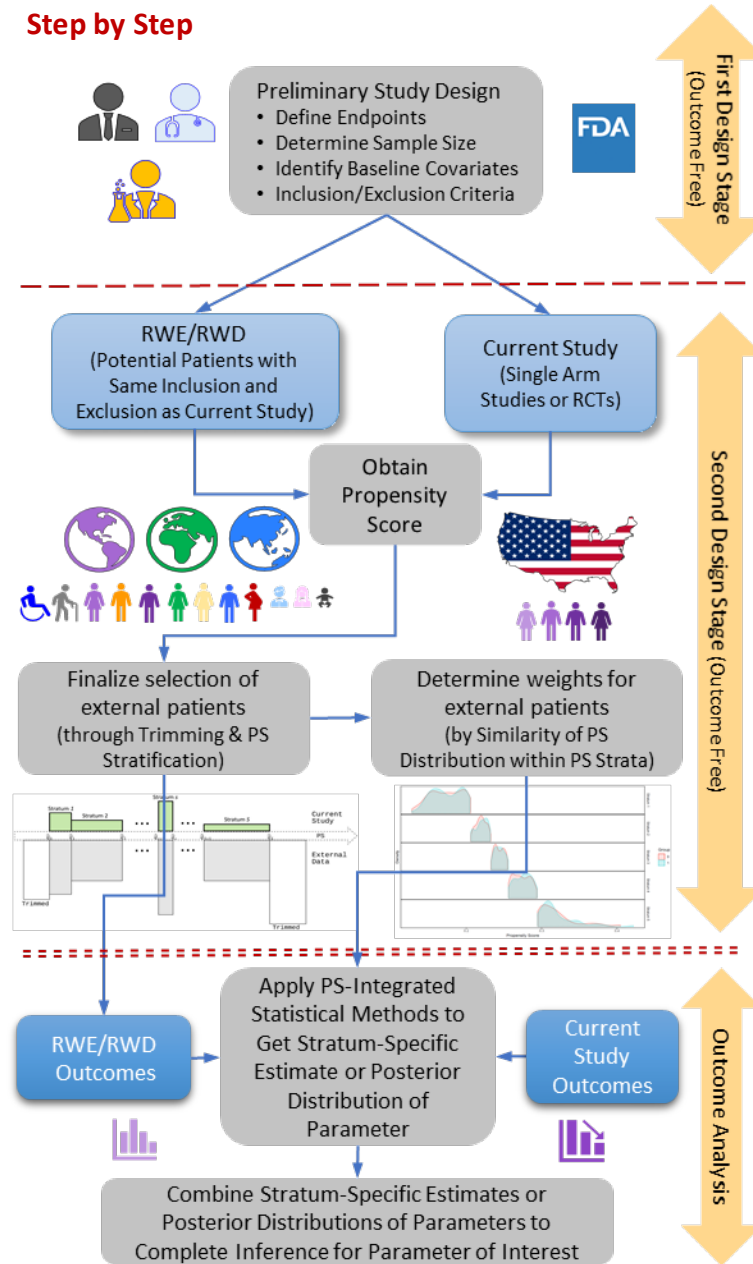 Step by Step
Preliminary Study Design
• Define Endpoints
• Determine Sample Size
• Identify Baseline Covariates
• Inclusion/Exclusion Criteria
FDA
First Design Stage
(Outcome Free)
RWE/RWD
(Potential Patients with
Same Inclusion and
Exclusion as Current Study)
Current Study
(Single Arm
Studies or RCTs)
Obtain
Propensity
Score
Second Design Stage (Outcome Free)
Finalize selection of
external patients
(through Trimming & PS
Stratification)
Determine weights for
external patients
(by Similarity of PS
Distribution within PS Strata)
Stratum 1
Stratum 2
Stratum s
Stratum S
Current
Study
PS
External
Data
Trimmed
Trimmed
Propensity Score
Apply PS-Integrated
Statistical Methods to
Get Stratum-Specific
Estimate or Posterior
Distribution of
Parameter
RWE/RWD
Outcomes
Current
Study
Outcomes
Outcome Analysis
Combine Stratum-Specific Estimates or
Posterior Distributions of Parameters to
Complete Inference for Parameter of Interest